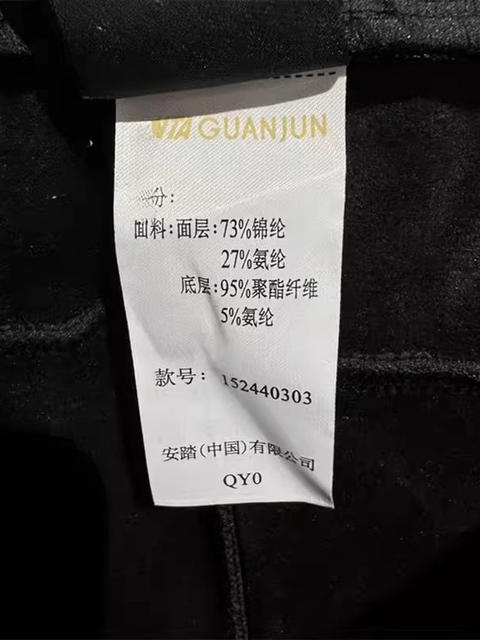 GUANJUN
成分:
面料:面层:73%锦纶
27%氨纶
底层:95%聚酯纤维
5%氨纶
款号: 152440303
安踏(中国)有限公司
QY0